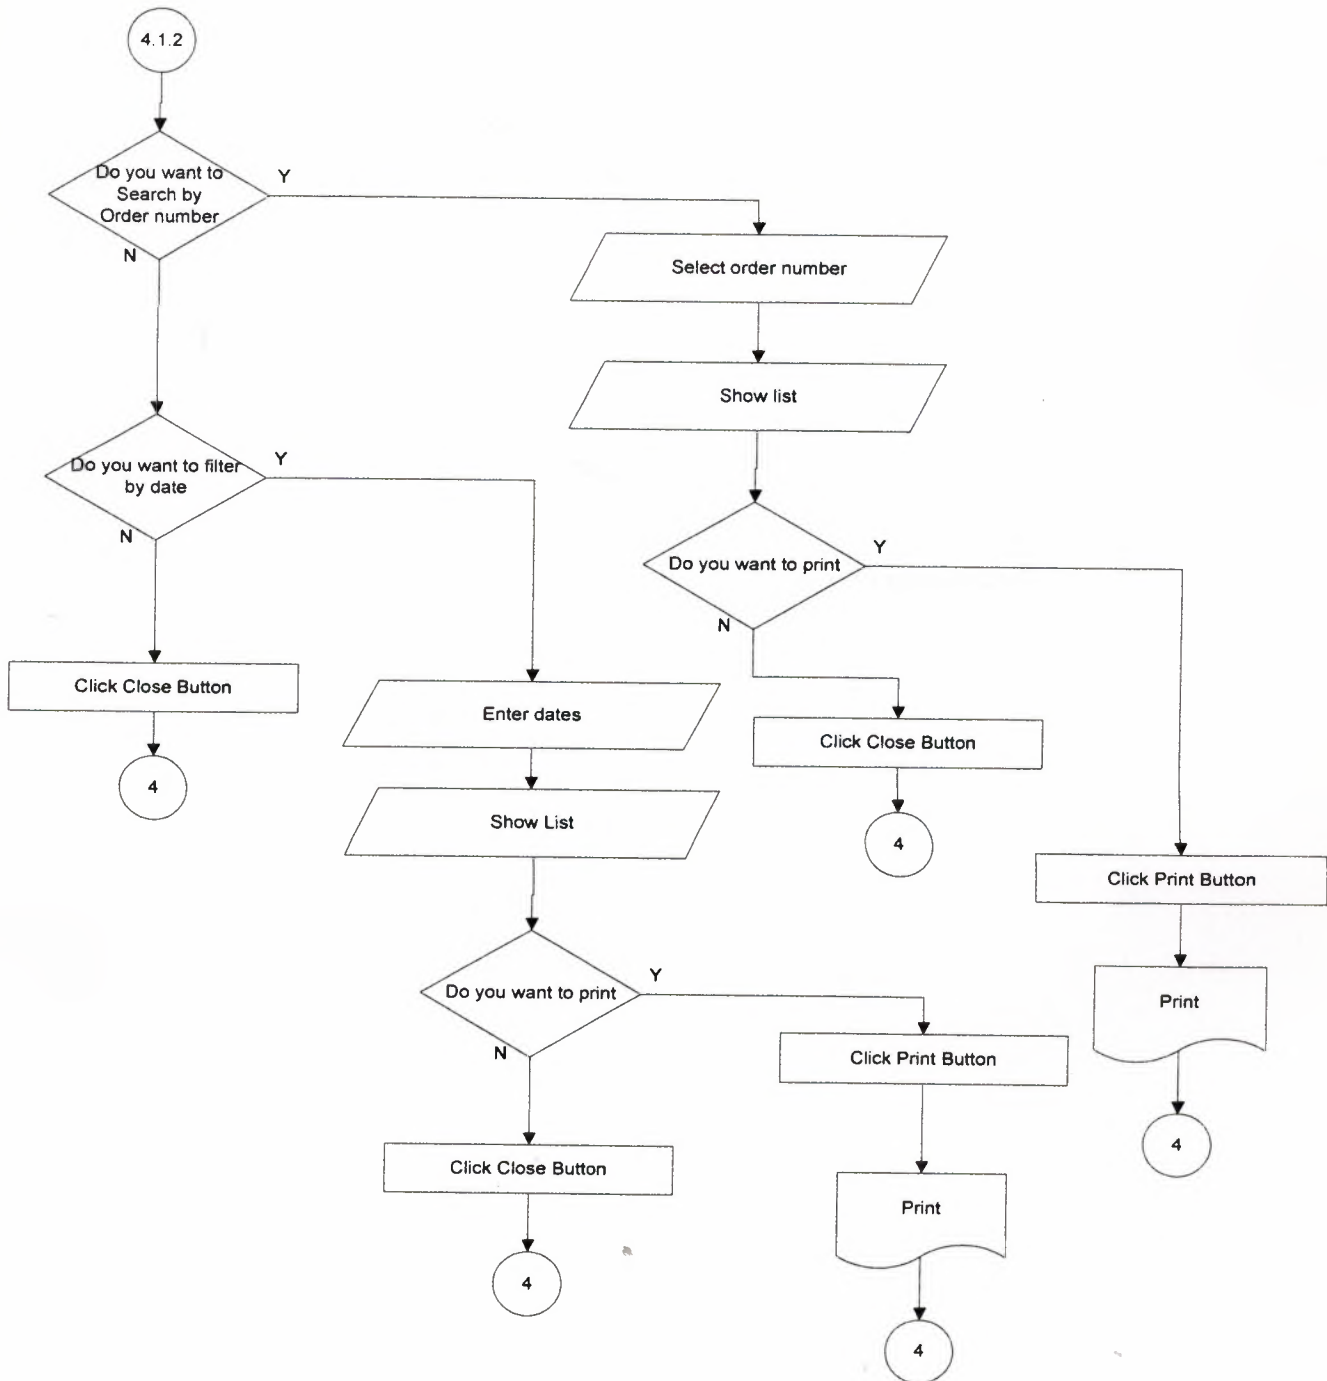 4.1.2
Do you want to
Search by
Order number
Y
N
Select order number
Show list
Do you want to filter
by date
Y
N
Do you want to print
Y
N
Click Close Button
4
Enter dates
Show List
Click Close Button
4
Click Print Button
Print
4
Do you want to print
Y
N
Click Print Button
Print
4
Click Close Button
4